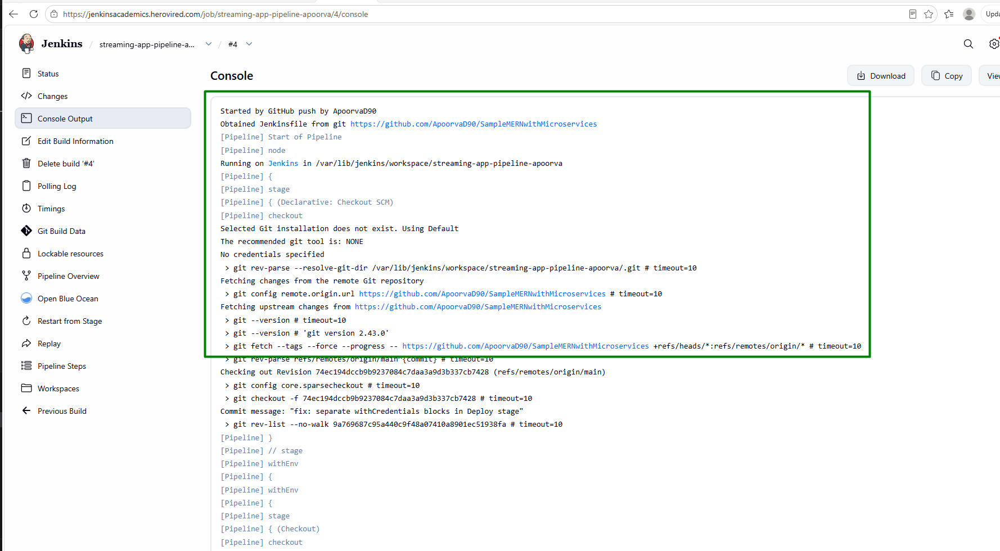 https://jenkinsacademics.herovired.com/job/streaming-app-pipeline-apoorva/4/console
Jenkins / streaming-app-pipeline-a... / #4
Status
Changes
Console Output
Edit Build Information
Delete build ‘#4’
Polling Log
Timings
Git Build Data
Lockable resources
Pipeline Overview
Open Blue Ocean
Restart from Stage
Replay
Pipeline Steps
Workspaces
Previous Build
Console
Download
Copy
Started by GitHub push by ApoorvaD90
Obtained Jenkinsfile from git https://github.com/ApoorvaD90/SampleMERNwithMicroservices
[Pipeline] Start of Pipeline
[Pipeline] node
Running on Jenkins in /var/lib/jenkins/workspace/streaming-app-pipeline-apoorva
[Pipeline] {
[Pipeline] stage
[Pipeline] { (Declarative: Checkout SCM)
[Pipeline] checkout
Selected Git installation does not exist. Using Default
The recommended git tool is: NONE
No credentials specified
> git rev-parse --resolve-git-dir /var/lib/jenkins/workspace/streaming-app-pipeline-apoorva/.git # timeout=10
Fetching changes from the remote Git repository
> git config remote.origin.url https://github.com/ApoorvaD90/SampleMERNwithMicroservices # timeout=10
Fetching upstream changes from https://github.com/ApoorvaD90/SampleMERNwithMicroservices
> git --version # timeout=10
> git --version # 'git version 2.43.0'
> git fetch --tags --force --progress -- https://github.com/ApoorvaD90/SampleMERNwithMicroservices +refs/heads/*:refs/remotes/origin/* # timeout=10
> git rev-parse refs/remotes/origin/main^{commit} # timeout=10
Checking out Revision 74ec194dccb9b9237084c7daa3a9d3b337cb7428 (refs/remotes/origin/main)
> git config core.sparsecheckout # timeout=10
> git checkout -f 74ec194dccb9b9237084c7daa3a9d3b337cb7428 # timeout=10
Commit message: "fix: separate withCredentials blocks in Deploy stage"
> git rev-list --no-walk 9a769687c95a440c9f48a07410a8901ec51938fa # timeout=10
[Pipeline] }
[Pipeline] // stage
[Pipeline] withEnv
[Pipeline] {
[Pipeline] withEnv
[Pipeline] {
[Pipeline] stage
[Pipeline] { (Checkout)
[Pipeline] checkout